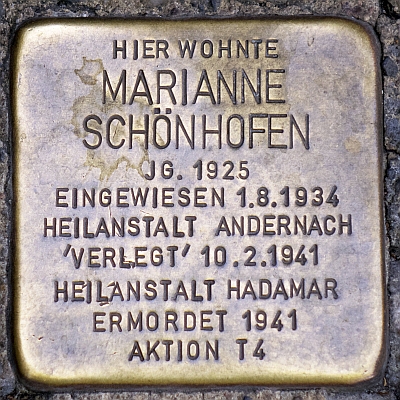 HIER WOHNTE
MARIANNE
SCHÖNHOFEN
JG. 1925
EINGEWIESEN 1.8.1934
HEILANSTALT ANDERNACH
'VERLEGT' 10.2.1941
HEILANSTALT HADAMAR
ERMORDET 1941
AKTION T4